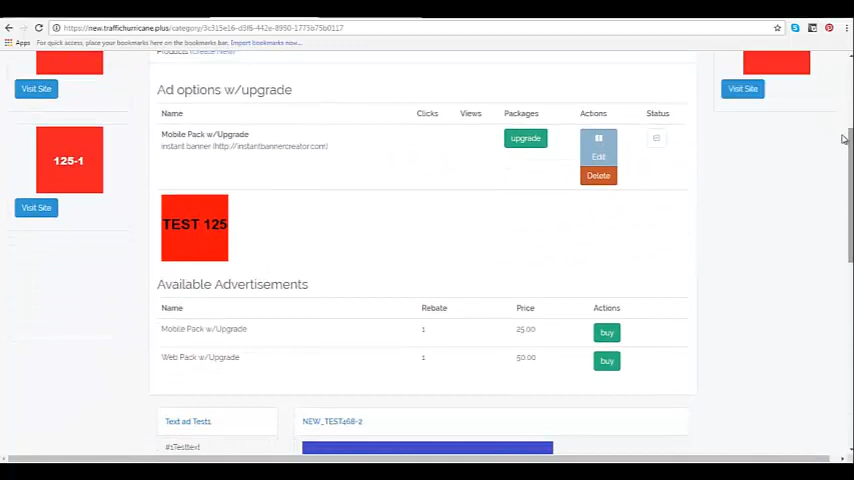 https://new.traffichurricane.plus/category/3c315e16-d3f6-442e-8950-1775b75b0117
Apps For quick access, place your bookmarks here on the bookmarks bar. Import bookmarks now...
Products (Create New)
Visit Site
Visit Site
Ad options w/upgrade
Name Clicks Views Packages Actions Status
Mobile Pack w/Upgrade upgrade Edit
instant banner (http://instantbannercreator.com)
Delete
125-1
Visit Site
TEST 125
Available Advertisements
Name Rebate Price Actions
Mobile Pack w/Upgrade 1 25.00 buy
Web Pack w/Upgrade 1 50.00 buy
Text ad Test1 NEW_TEST468-2
#1Testtext